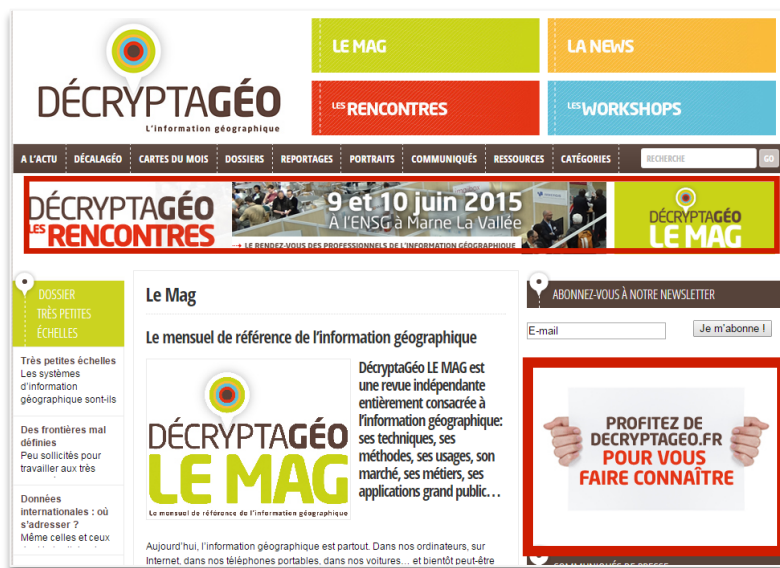 DÉCRYPTAGÉO
L'information géographique
LE MAG
LA NEWS
LES RENCONTRES
LES WORKSHOPS
A L'ACTU DÉCALAGÉO CARTES DU MOIS DOSSIERS REPORTAGES PORTRAITS COMMUNIQUÉS RESSOURCES CATÉGORIES RECHERCHE GO
DÉCRYPTAGÉO
LES RENCONTRES
9 et 10 juin 2015
À l'ENSG à Marne La Vallée
LE RENDEZ-VOUS DES PROFESSIONNELS DE L'INFORMATION GÉOGRAPHIQUE
DÉCRYPTAGÉO
LE MAG
DOSSIER
TRÈS PETITES
ÉCHELLES
Très petites échelles
Les systèmes
d'information
géographique sont-ils
Des frontières mal
définies
Peu sollicités pour
travailler aux très
Données
internationales : où
s'adresser ?
Même celles et ceux
Le Mag
Le mensuel de référence de l'information géographique
DÉCRYPTAGÉO
LE MAG
Le mensuel de référence de l'information géographique
DécryptaGéo LE MAG est
une revue indépendante
entièrement consacrée à
l'information géographique:
ses techniques, ses
méthodes, ses usages, son
marché, ses métiers, ses
applications grand public…
Aujourd'hui, l'information géographique est partout. Dans nos ordinateurs, sur
Internet, dans nos téléphones portables, dans nos voitures… et bientôt peut-être
ABONNEZ-VOUS À NOTRE NEWSLETTER
E-mail
Je m'abonne !
PROFITEZ DE
DECRYPTAGEO.FR
POUR VOUS
FAIRE CONNAÎTRE
COMMUNIQUÉS DE PRESSE